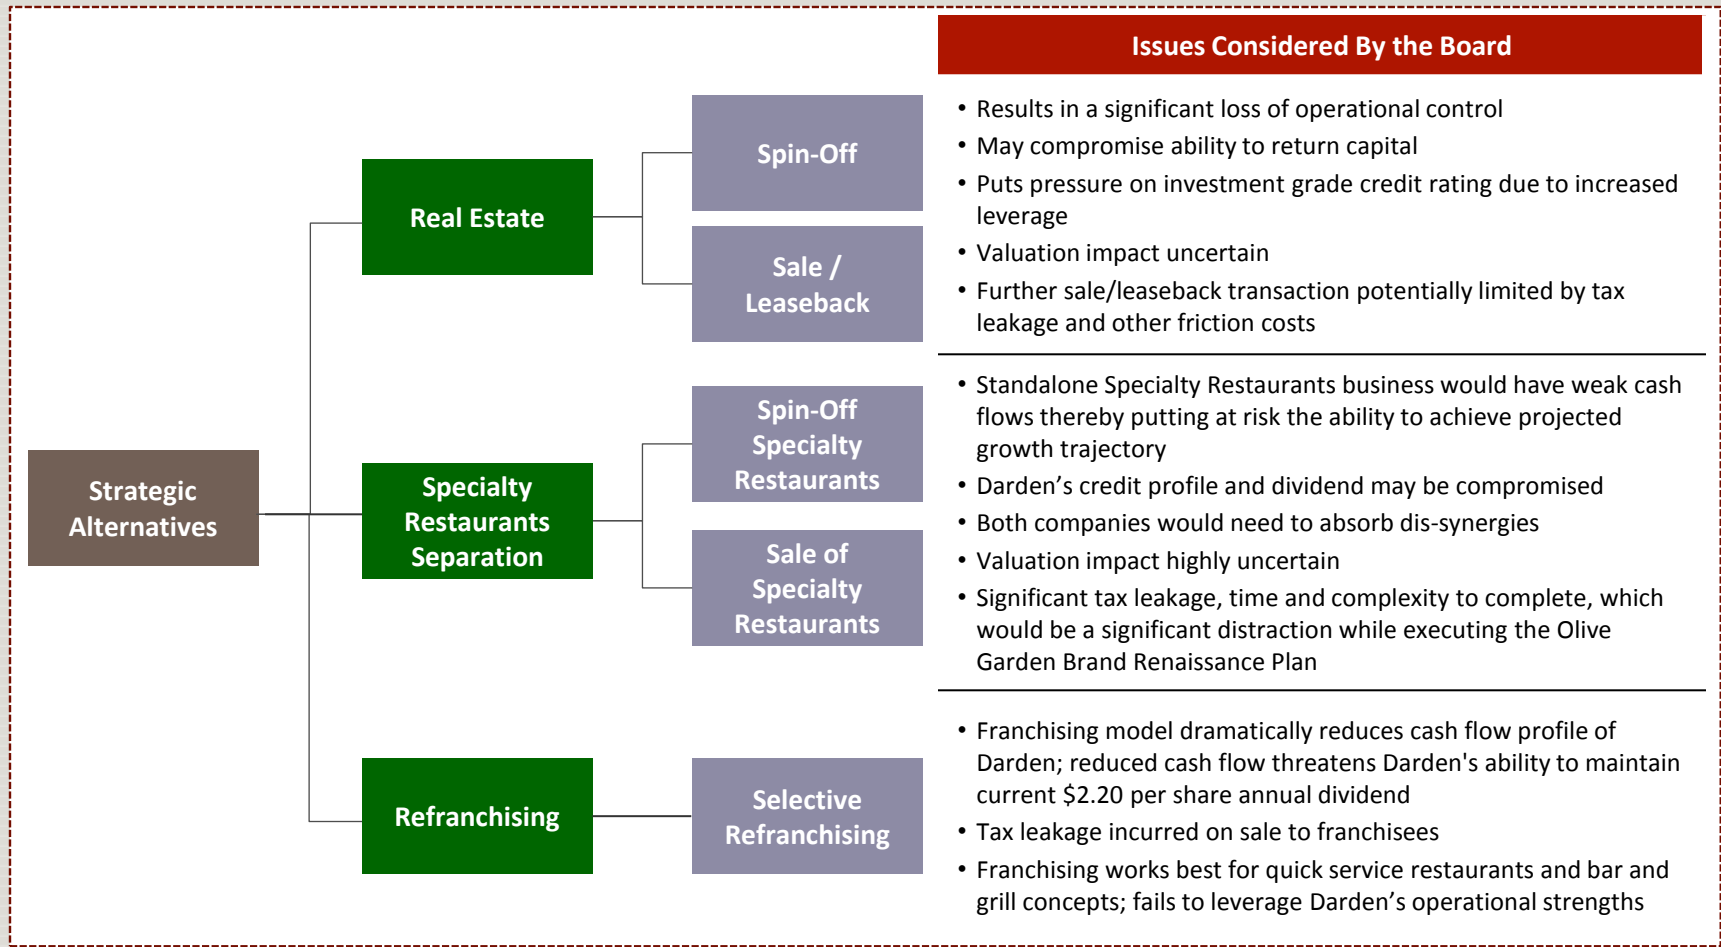 Issues Considered By the Board
Strategic
Alternatives
Real Estate
Spin-Off
Sale /
Leaseback
• Results in a significant loss of operational control
• May compromise ability to return capital
• Puts pressure on investment grade credit rating due to increased
leverage
• Valuation impact uncertain
• Further sale/leaseback transaction potentially limited by tax
leakage and other friction costs
Specialty
Restaurants
Separation
Spin-Off
Specialty
Restaurants
Sale of
Specialty
Restaurants
• Standalone Specialty Restaurants business would have weak cash
flows thereby putting at risk the ability to achieve projected
growth trajectory
• Darden’s credit profile and dividend may be compromised
• Both companies would need to absorb dis-synergies
• Valuation impact highly uncertain
• Significant tax leakage, time and complexity to complete, which
would be a significant distraction while executing the Olive
Garden Brand Renaissance Plan
Refranchising
Selective
Refranchising
• Franchising model dramatically reduces cash flow profile of
Darden; reduced cash flow threatens Darden's ability to maintain
current $2.20 per share annual dividend
• Tax leakage incurred on sale to franchisees
• Franchising works best for quick service restaurants and bar and
grill concepts; fails to leverage Darden’s operational strengths